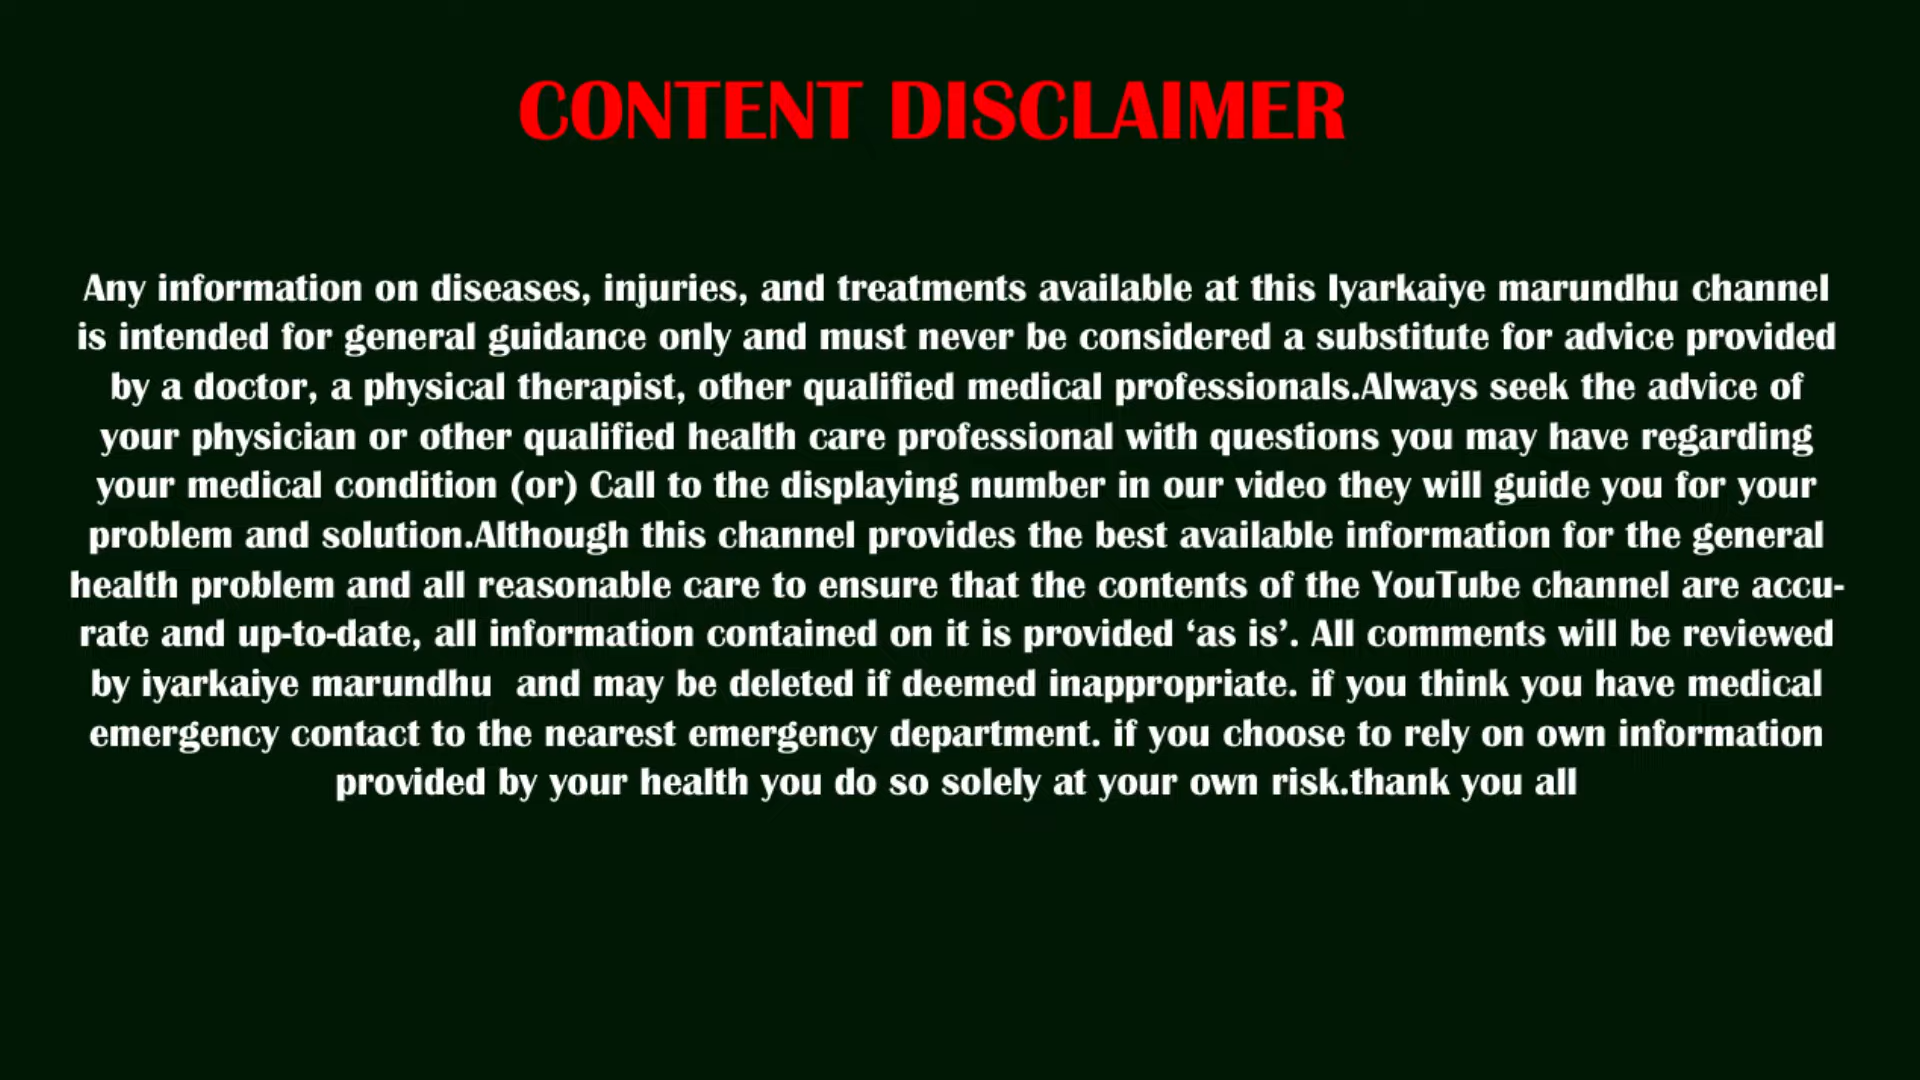 CONTENT DISCLAIMER
Any information on diseases, injuries, and treatments available at this Iyarkaiye marundhu channel
is intended for general guidance only and must never be considered a substitute for advice provided
by a doctor, a physical therapist, other qualified medical professionals.Always seek the advice of
your physician or other qualified health care professional with questions you may have regarding
your medical condition (or) Call to the displaying number in our video they will guide you for your
problem and solution.Although this channel provides the best available information for the general
health problem and all reasonable care to ensure that the contents of the YouTube channel are accu-
rate and up-to-date, all information contained on it is provided ‘as is’. All comments will be reviewed
by iyarkaiye marundhu  and may be deleted if deemed inappropriate. if you think you have medical
emergency contact to the nearest emergency department. if you choose to rely on own information
provided by your health you do so solely at your own risk.thank you all